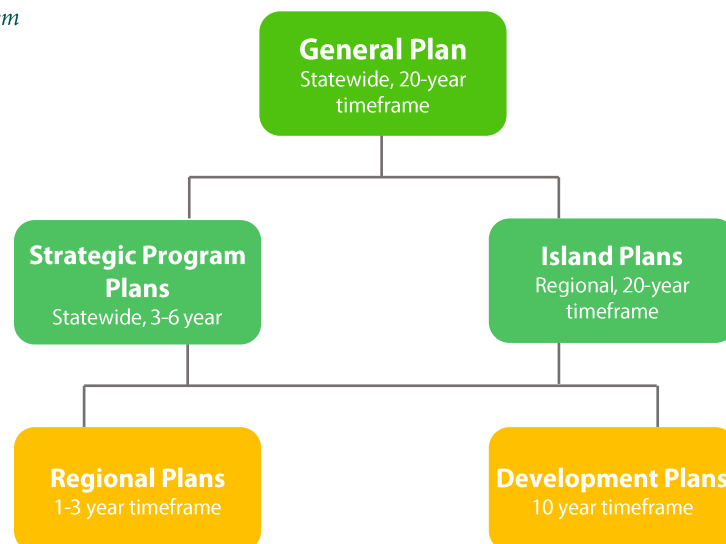 General Plan
Statewide, 20-year
timeframe
Strategic Program
Plans
Statewide, 3-6 year
Island Plans
Regional, 20-year
timeframe
Regional Plans
1-3 year timeframe
Development Plans
10 year timeframe